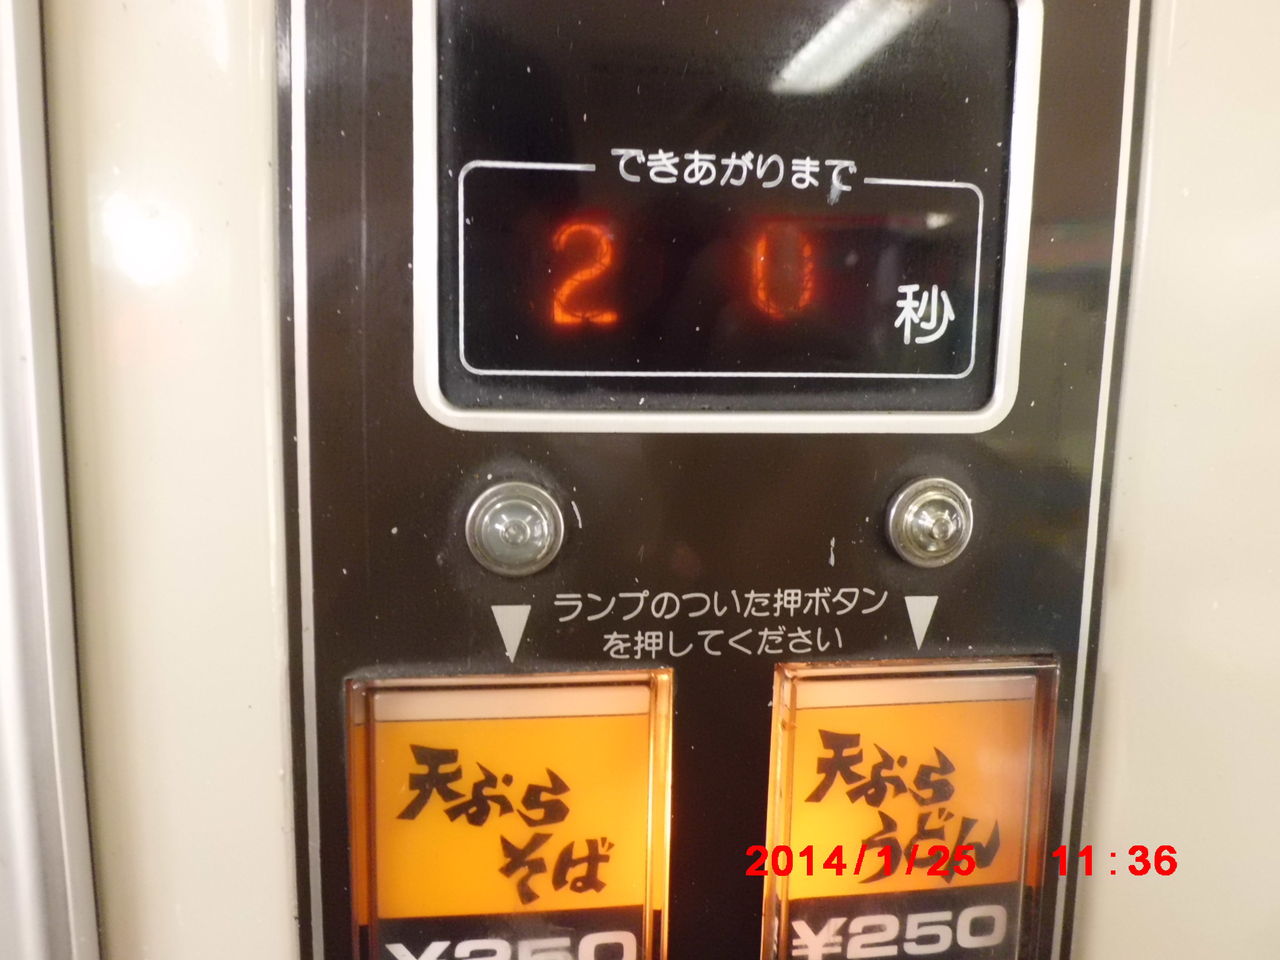 できあがりまで
20
秒
ランプのついた押ボタン
を押してください
天ぷら
そば
¥250
天ぷら
うどん
¥250
2014/1/25 11:36